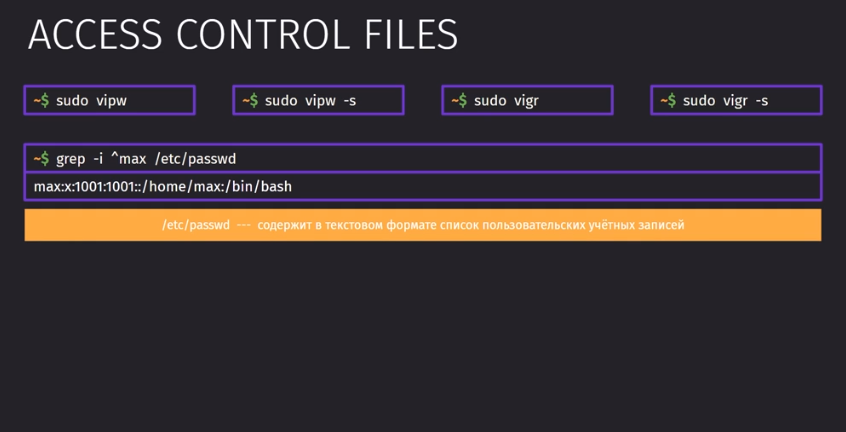 ACCESS CONTROL FILES
~$ sudo vipw
~$ sudo vipw -s
~$ sudo vigr
~$ sudo vigr -s
~$ grep -i ^max /etc/passwd
max:x:1001:1001::/home/max:/bin/bash
/etc/passwd --- содержит в текстовом формате список пользовательских учётных записей